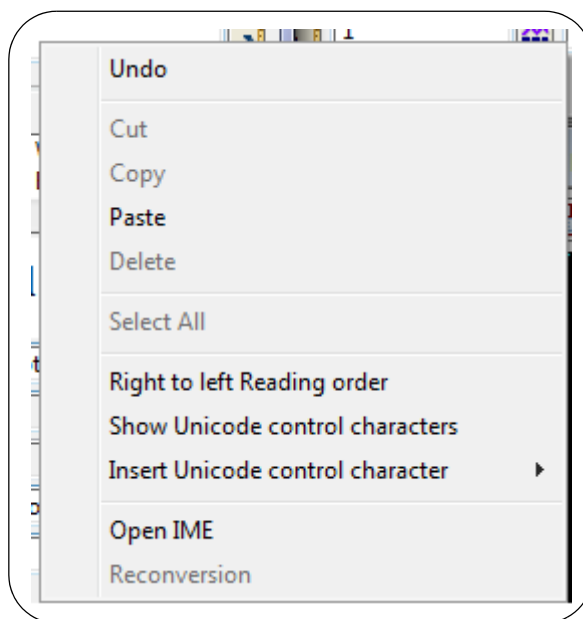 1
Undo
Cut
Copy
Paste
Delete
Select All
Right to left Reading order
Show Unicode control characters
Insert Unicode control character
Open IME
Reconversion